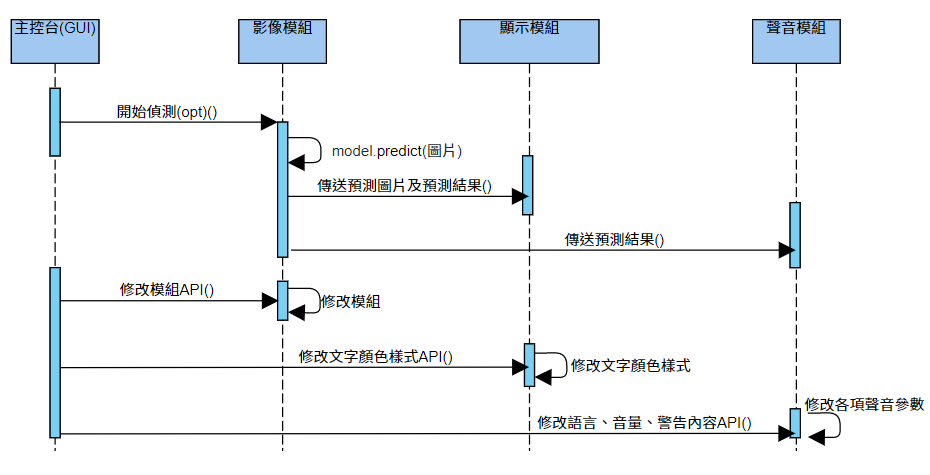 主控台(GUI)
影像模組
顯示模組
聲音模組
開始偵測(opt)()
model.predict(圖片)
傳送預測圖片及預測結果()
傳送預測結果()
修改模組API()
修改模組
修改文字顏色樣式API()
修改文字顏色樣式
修改各項聲音參數
修改語言、音量、警告內容API()